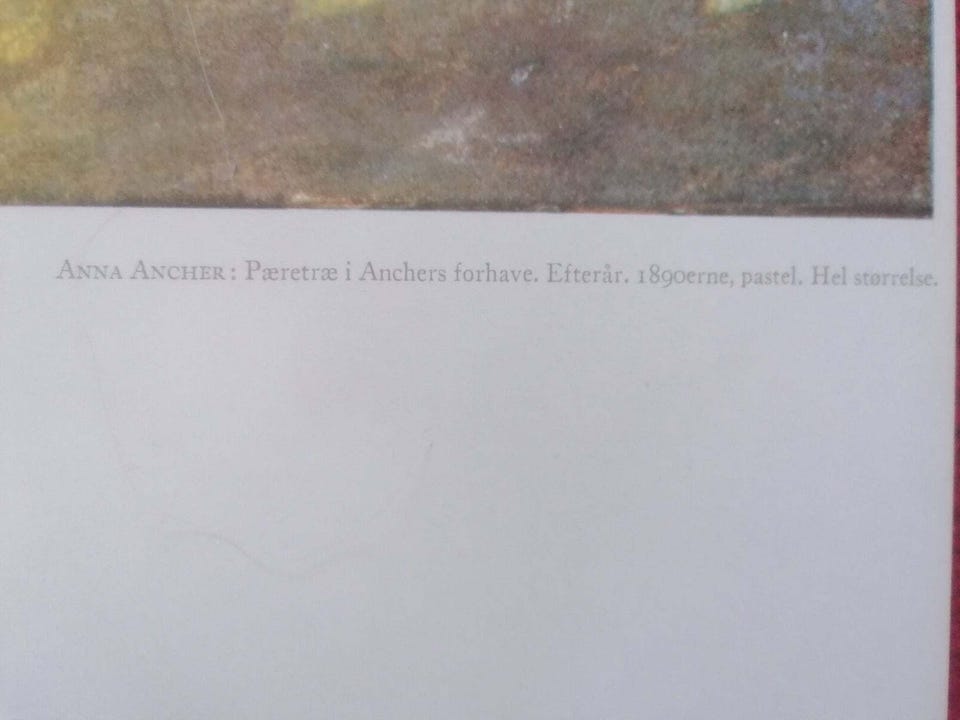 ANNA ANCHER: Pæretræ i Anchers forhave. Efterår. 1890erne, pastel. Hel størrelse.